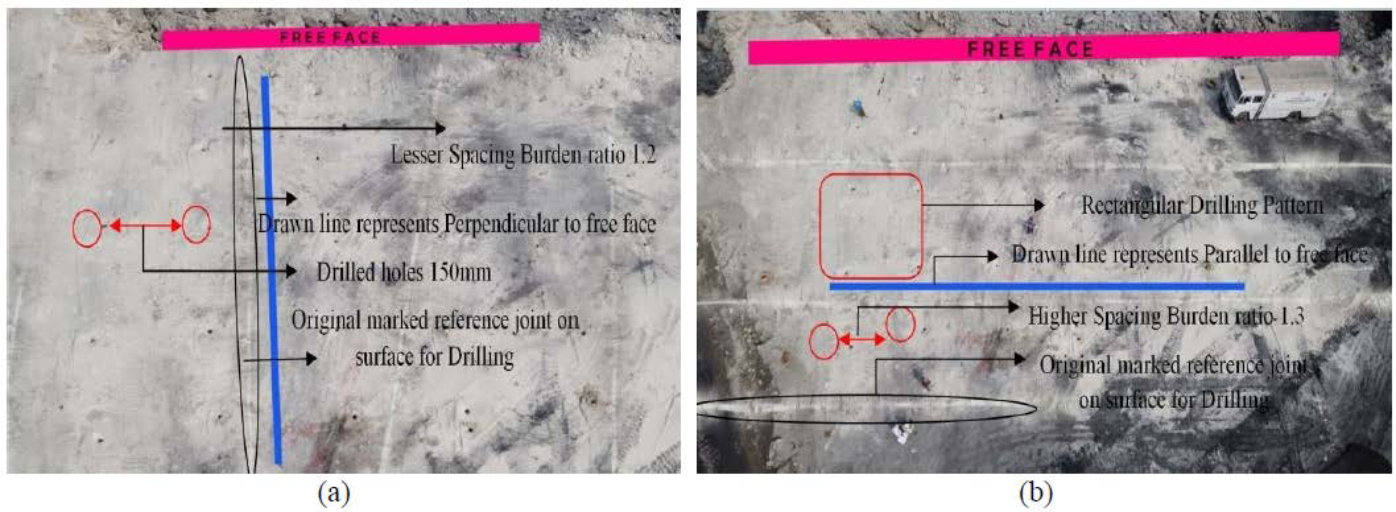 FREE FACE
Lesser Spacing Burden ratio 1.2
Drawn line represents Perpendicular to free face
Drilled holes 150mm
Original marked reference joint on
surface for Drilling
(a)
FREE FACE
Rectangular Drilling Pattern
Drawn line represents Parallel to free face
Higher Spacing Burden ratio 1.3
Original marked reference joint
on surface for Drilling
(b)